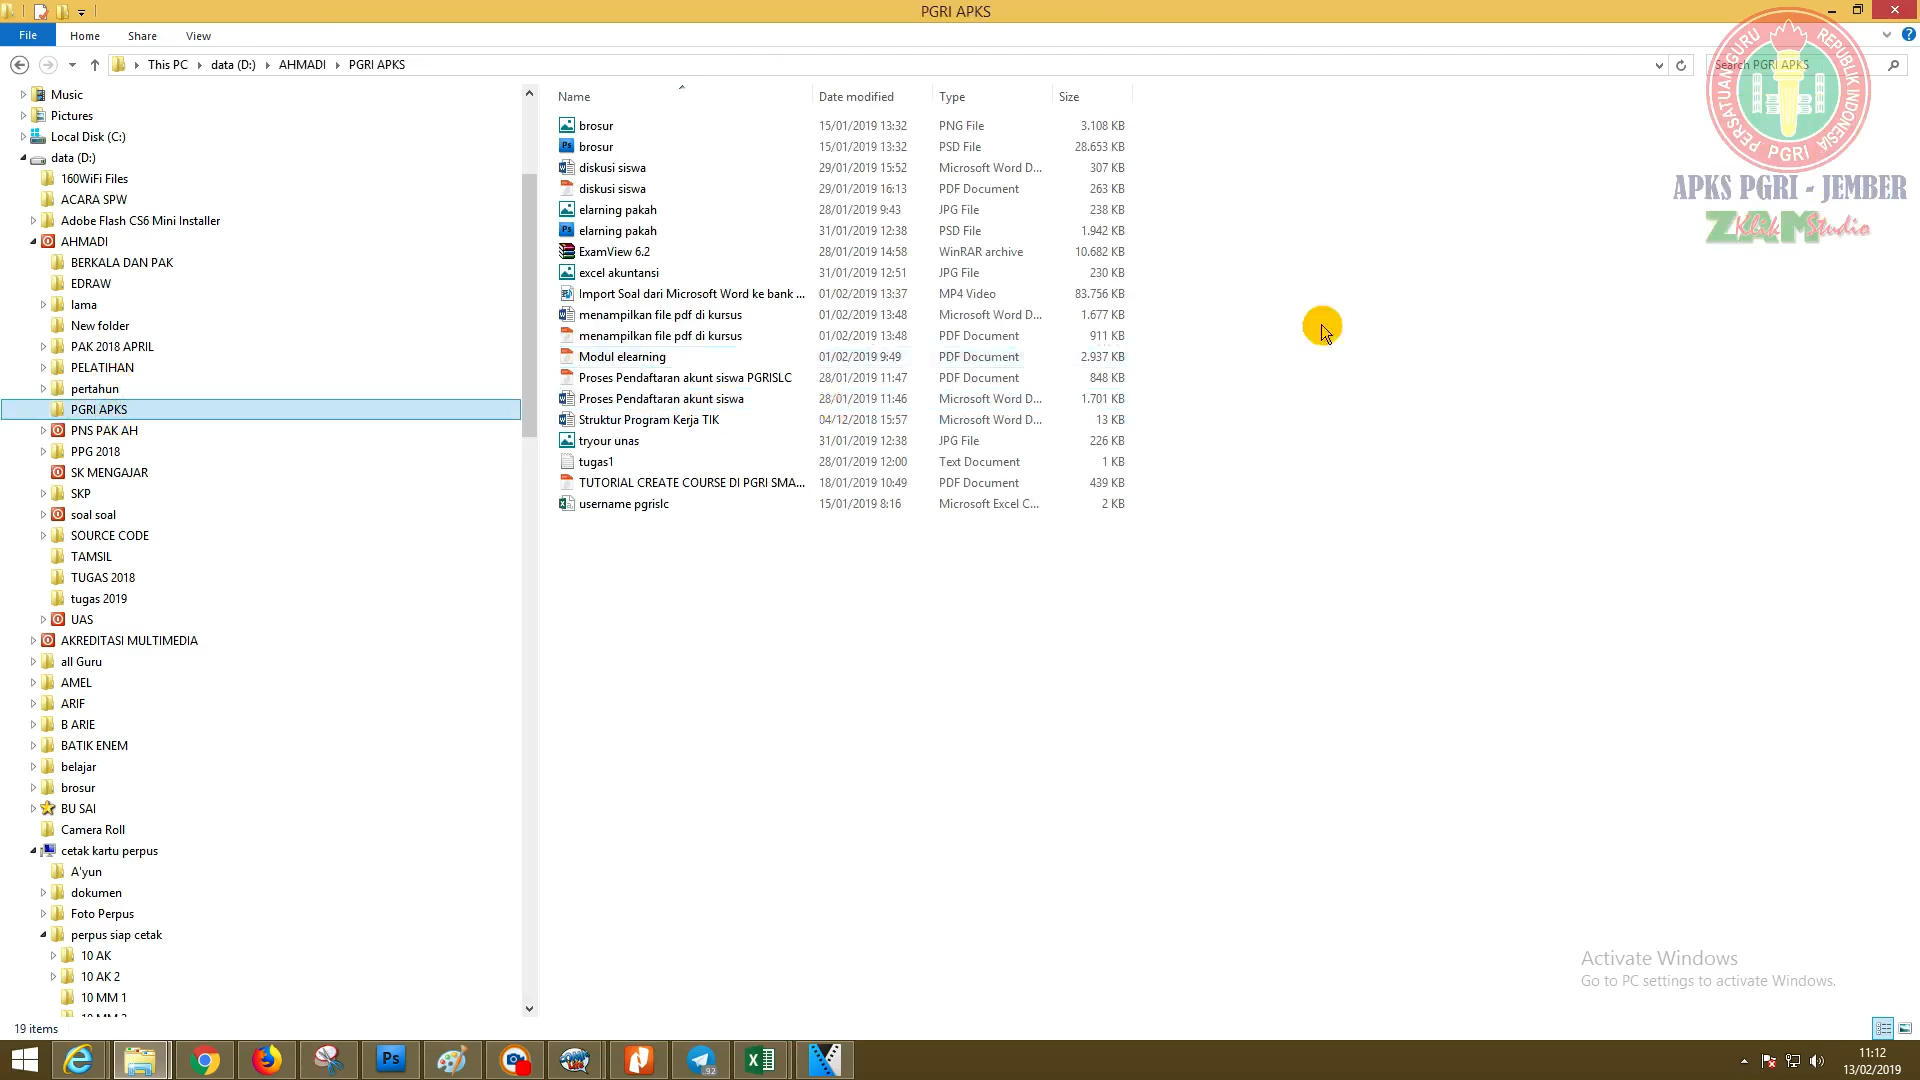 PGRI APKS
File Home Share View
This PC data (D:) AHMADI PGRI APKS
Search PGRI APKS
PERSATUAN GURU REPUBLIK INDONESIA
PGRI
APKS PGRI - JEMBER
ZAM Klik Studio
Music
Pictures
Local Disk (C:)
data (D:)
160WiFi Files
ACARA SPW
Adobe Flash CS6 Mini Installer
AHMADI
BERKALA DAN PAK
EDRAW
lama
New folder
PAK 2018 APRIL
PELATIHAN
pertahun
PGRI APKS
PNS PAK AH
PPG 2018
SK MENGAJAR
SKP
soal soal
SOURCE CODE
TAMSIL
TUGAS 2018
tugas 2019
UAS
AKREDITASI MULTIMEDIA
all Guru
AMEL
ARIF
B ARIE
BATIK ENEM
belajar
brosur
BU SAI
Camera Roll
cetak kartu perpus
A'yun
dokumen
Foto Perpus
perpus siap cetak
10 AK
10 AK 2
10 MM 1
Name Date modified Type Size
brosur 15/01/2019 13:32 PNG File 3.108 KB
brosur 15/01/2019 13:32 PSD File 28.653 KB
diskusi siswa 29/01/2019 15:52 Microsoft Word D... 307 KB
diskusi siswa 29/01/2019 16:13 PDF Document 263 KB
elarning pakah 28/01/2019 9:43 JPG File 238 KB
elarning pakah 31/01/2019 12:38 PSD File 1.942 KB
ExamView 6.2 28/01/2019 14:58 WinRAR archive 10.682 KB
excel akuntansi 31/01/2019 12:51 JPG File 230 KB
Import Soal dari Microsoft Word ke bank ... 01/02/2019 13:37 MP4 Video 83.756 KB
menampilkan file pdf di kursus 01/02/2019 13:48 Microsoft Word D... 1.677 KB
menampilkan file pdf di kursus 01/02/2019 13:48 PDF Document 911 KB
Modul elearning 01/02/2019 9:49 PDF Document 2.937 KB
Proses Pendaftaran akunt siswa PGRISLC 28/01/2019 11:47 PDF Document 848 KB
Proses Pendaftaran akunt siswa 28/01/2019 11:46 Microsoft Word D... 1.701 KB
Struktur Program Kerja TIK 04/12/2018 15:57 Microsoft Word D... 13 KB
tryour unas 31/01/2019 12:38 JPG File 226 KB
tugas1 28/01/2019 12:00 Text Document 1 KB
TUTORIAL CREATE COURSE DI PGRI SMA... 18/01/2019 10:49 PDF Document 439 KB
username pgrislc 15/01/2019 8:16 Microsoft Excel C... 2 KB
Activate Windows
Go to PC settings to activate Windows.
19 items
Ps
92
11:12
13/02/2019